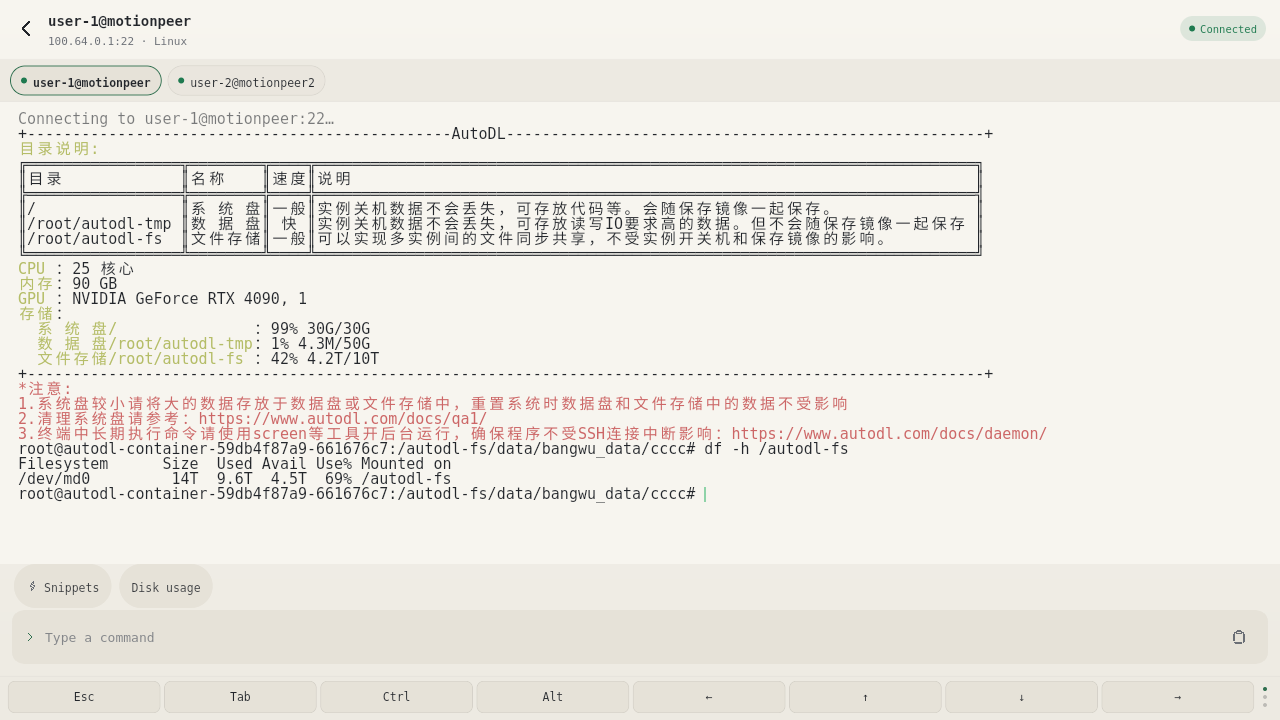 user-1@motionpeer
100.64.0.1:22 · Linux
Connected
user-1@motionpeer
user-2@motionpeer2
Connecting to user-1@motionpeer:22…
+-----------------------------------------------AutoDL-----------------------------------------------------+
目录说明:
目录 名称 速度 说明
/ 系 统 盘 一般 实例关机数据不会丢失，可存放代码等。会随保存镜像一起保存。
/root/autodl-tmp 数 据 盘 快 实例关机数据不会丢失，可存放读写IO要求高的数据。但不会随保存镜像一起保存
/root/autodl-fs 文件存储 一般 可以实现多实例间的文件同步共享，不受实例开关机和保存镜像的影响。
CPU ：25 核心
内存：90 GB
GPU ：NVIDIA GeForce RTX 4090, 1
存储：
系 统 盘/ ：99% 30G/30G
数 据 盘/root/autodl-tmp：1% 4.3M/50G
文件存储/root/autodl-fs ：42% 4.2T/10T
+----------------------------------------------------------------------------------------------------------+
*注意:
1.系统盘较小请将大的数据存放于数据盘或文件存储中，重置系统时数据盘和文件存储中的数据不受影响
2.清理系统盘请参考：https://www.autodl.com/docs/qa1/
3.终端中长期执行命令请使用screen等工具开后台运行，确保程序不受SSH连接中断影响：https://www.autodl.com/docs/daemon/
root@autodl-container-59db4f87a9-661676c7:/autodl-fs/data/bangwu_data/cccc# df -h /autodl-fs
Filesystem      Size  Used Avail Use% Mounted on
/dev/md0         14T  9.6T  4.5T  69% /autodl-fs
root@autodl-container-59db4f87a9-661676c7:/autodl-fs/data/bangwu_data/cccc#
Snippets
Disk usage
Type a command
Esc
Tab
Ctrl
Alt
←
↑
↓
→